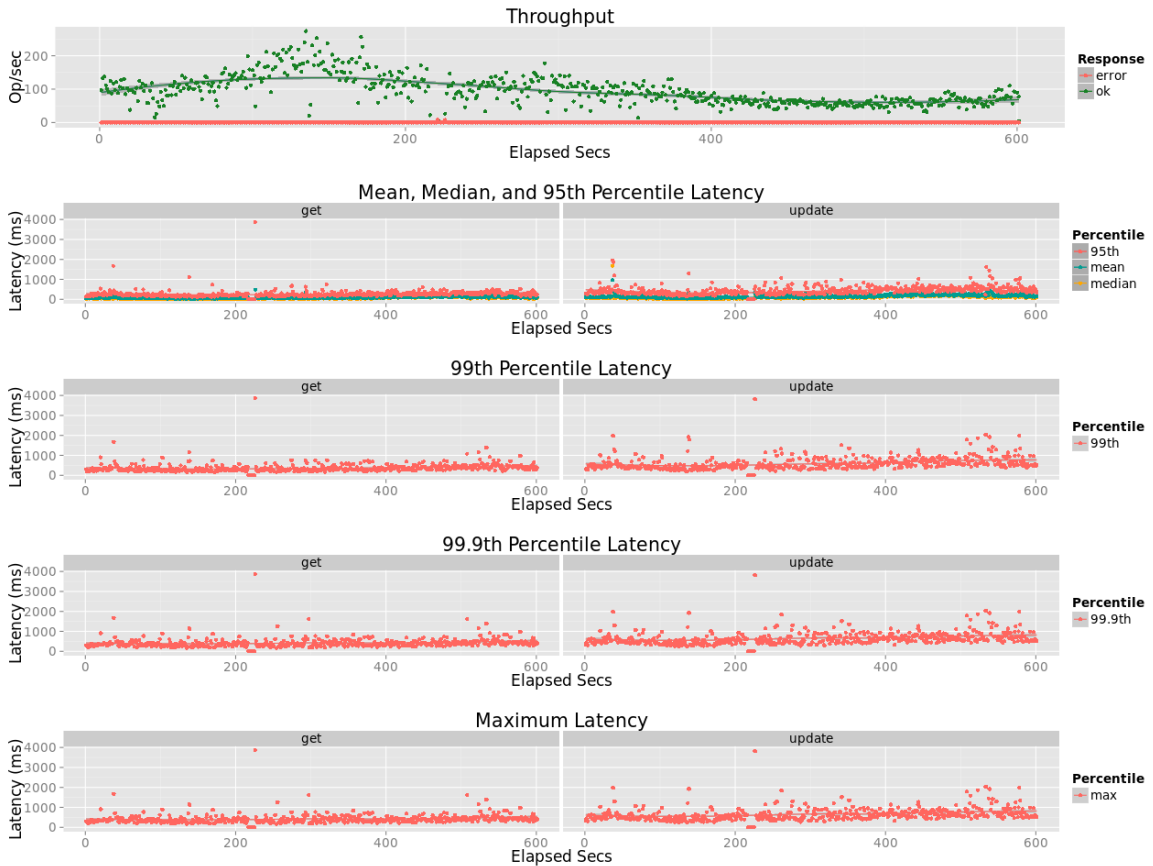 Throughput
Op/sec
200
100
0
0 200 400 600
Elapsed Secs
Response
error
ok
Mean, Median, and 95th Percentile Latency
get update
Latency (ms)
4000
3000
2000
1000
0
0 200 400 600 0 200 400 600
Elapsed Secs
Percentile
95th
mean
median
99th Percentile Latency
get update
Latency (ms)
4000
3000
2000
1000
0
0 200 400 600 0 200 400 600
Elapsed Secs
Percentile
99th
99.9th Percentile Latency
get update
Latency (ms)
4000
3000
2000
1000
0
0 200 400 600 0 200 400 600
Elapsed Secs
Percentile
99.9th
Maximum Latency
get update
Latency (ms)
4000
3000
2000
1000
0
0 200 400 600 0 200 400 600
Elapsed Secs
Percentile
max